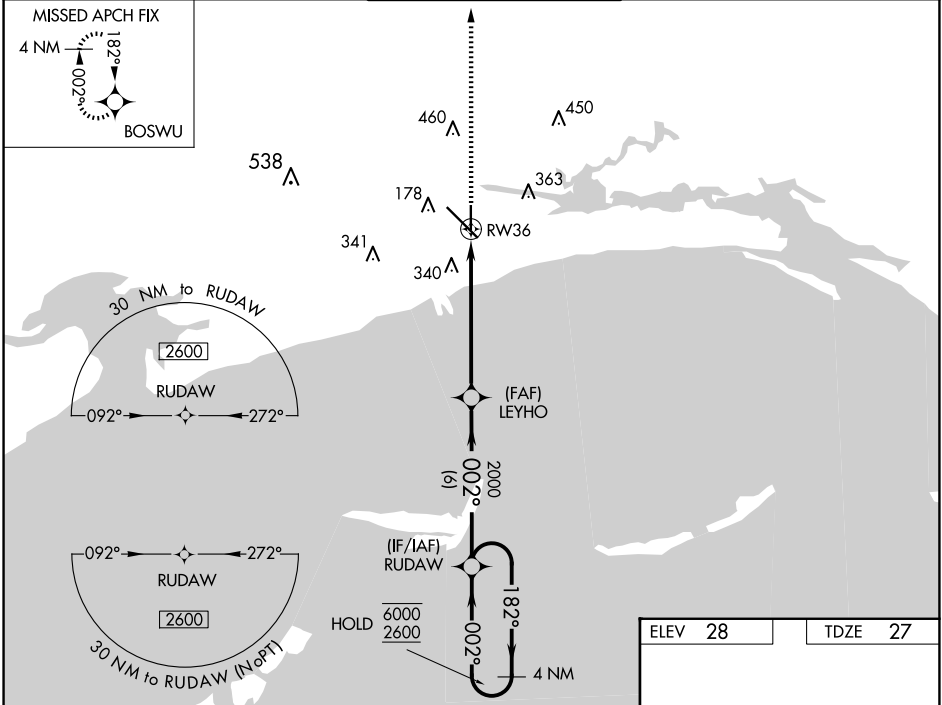 MISSED APCH FIX
4 NM
182°
002°
BOSWU
460
450
538
363
178
RW36
341
340
30 NM to RUDAW
2600
RUDAW
092°
272°
(FAF)
LEYHO
2000
002°
(6)
092°
272°
RUDAW
2600
30 NM to RUDAW (NoPT)
(IF/IAF)
RUDAW
HOLD
6000
2600
182°
002°
4 NM
ELEV 28
TDZE 27